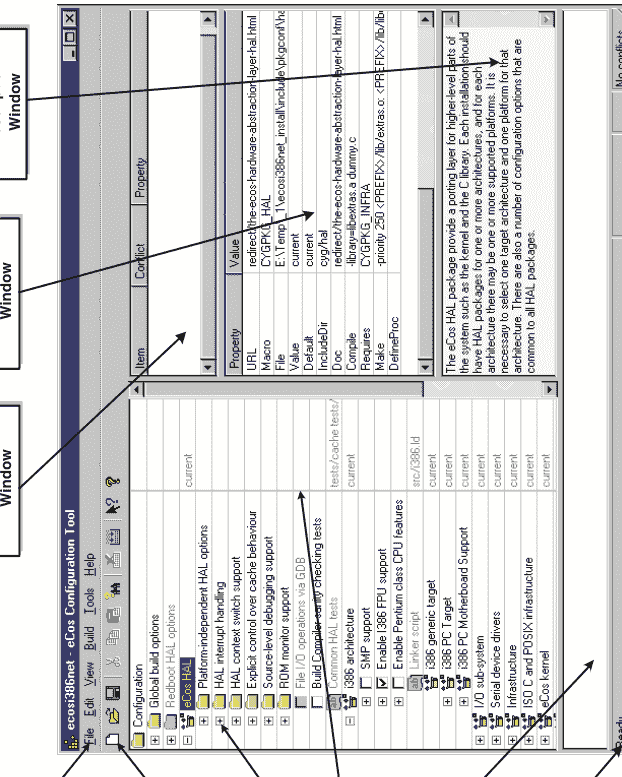 Window
Window
Window
ecosi386net - eCos Configuration Tool
File Edit View Build Tools Help
Configuration
Global build options
Redboot HAL options
eCos HAL current
Platform-independent HAL options
HAL interrupt handling
HAL context switch support
Explicit control over cache behaviour
Source-level debugging support
ROM monitor support
File I/O operations via GDB
Build Compiler sanity checking tests
Common HAL tests tests/cache tests/
i386 architecture current
SMP support
Enable I386 FPU support
Enable Pentium class CPU features
Linker script src/i386.ld
i386 generic target current
i386 PC Target current
i386 PC Motherboard Support current
I/O sub-system current
Serial device drivers current
Infrastructure current
ISO C and POSIX infrastructure current
eCos kernel current
Item Conflict Property
Property Value
URL redirect/the-ecos-hardware-abstraction-layer-hal.html
Macro CYGPKG_HAL
File
Value current
Default current
IncludeDir cyg/hal
Doc redirect/the-ecos-hardware-abstraction-layer-hal.html
Compile -library=libextras.a dummy.c
Requires CYGPKG_INFRA
Make -priority 250 <PREFIX>/lib/extras.o: <PREFIX>/lib/
DefineProc
The eCos HAL package provide a porting layer for higher-level parts of
the system such as the kernel and the C library. Each installation should
have HAL packages for one or more architectures, and for each
architecture there may be one or more supported platforms. It is
necessary to select one target architecture and one platform for that
architecture. There are also a number of configuration options that are
common to all HAL packages.
Ready
No conflicts